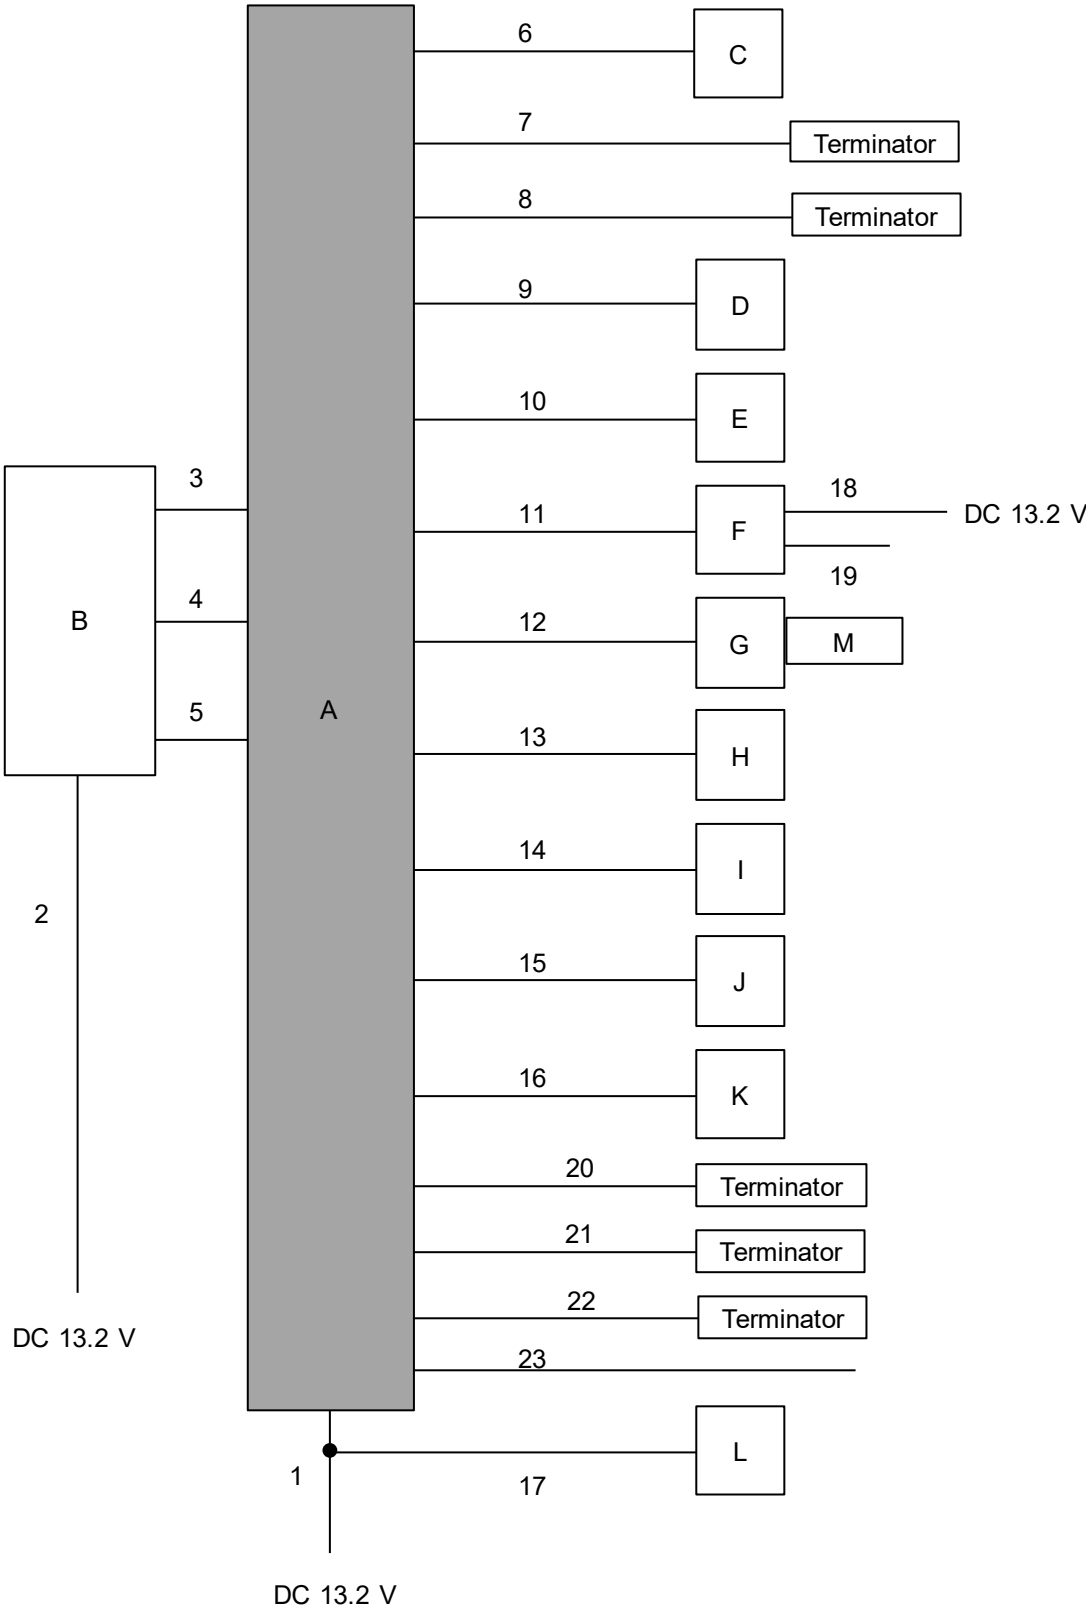 6
C
7
Terminator
8
Terminator
9
D
10
E
3
18
11
F
DC 13.2 V
19
4
B
12
G
M
5
A
13
H
14
I
2
15
J
16
K
20
Terminator
21
Terminator
22
Terminator
DC 13.2 V
23
1
17
L
DC 13.2 V